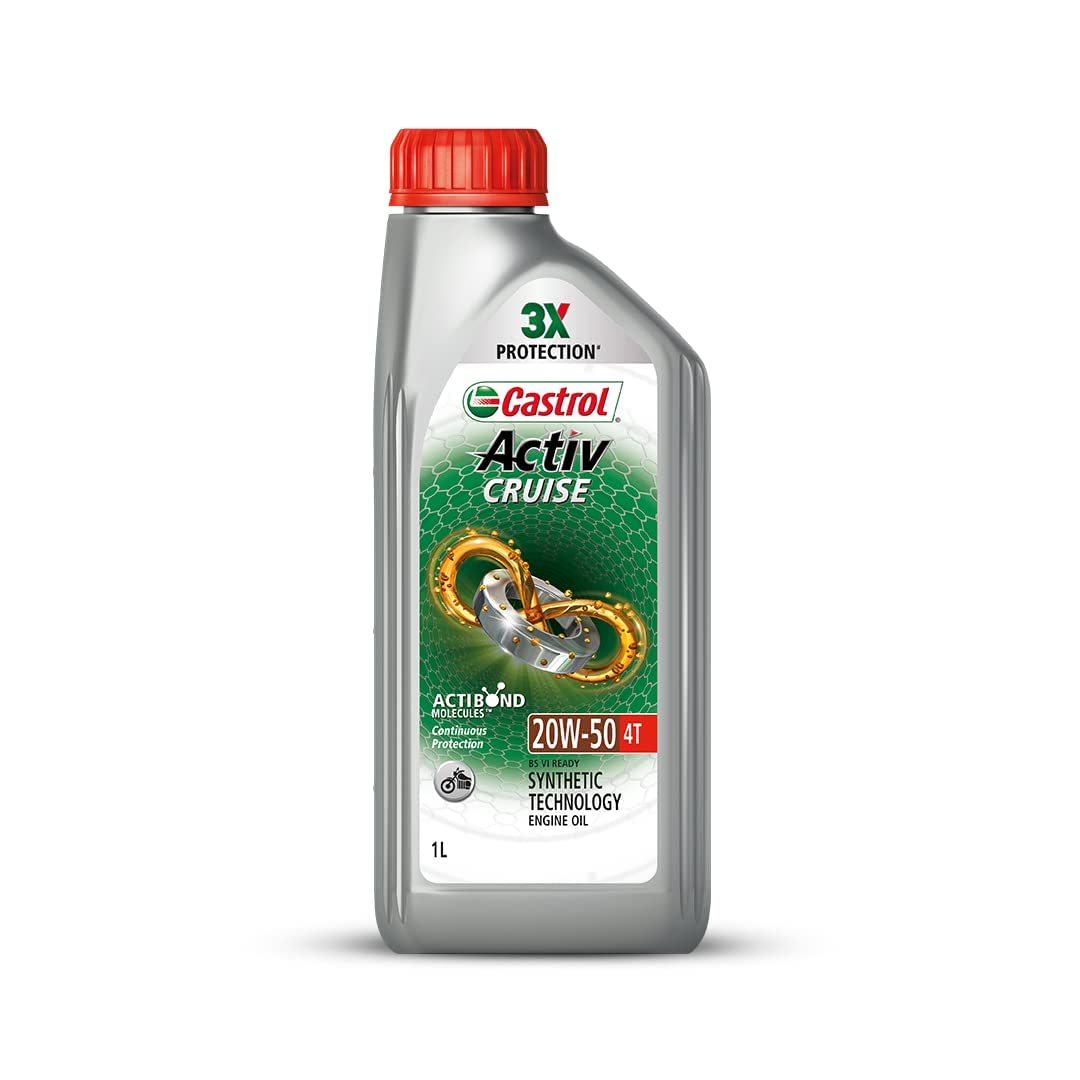 3X
PROTECTION#
Castrol®
Activ
CRUISE
ACTIBOND
MOLECULES™
Continuous
Protection
20W-50 4T
BS VI READY
SYNTHETIC
TECHNOLOGY
ENGINE OIL
1L